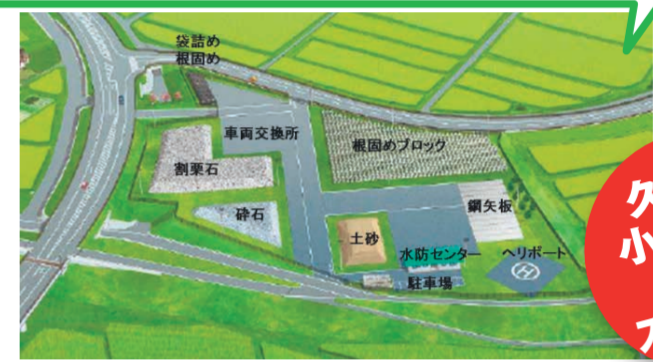 袋詰め
根固め
車両交換所
根固めブロック
割栗石
砕石
鋼矢板
土砂
水防センター
ヘリポート
駐車場
小